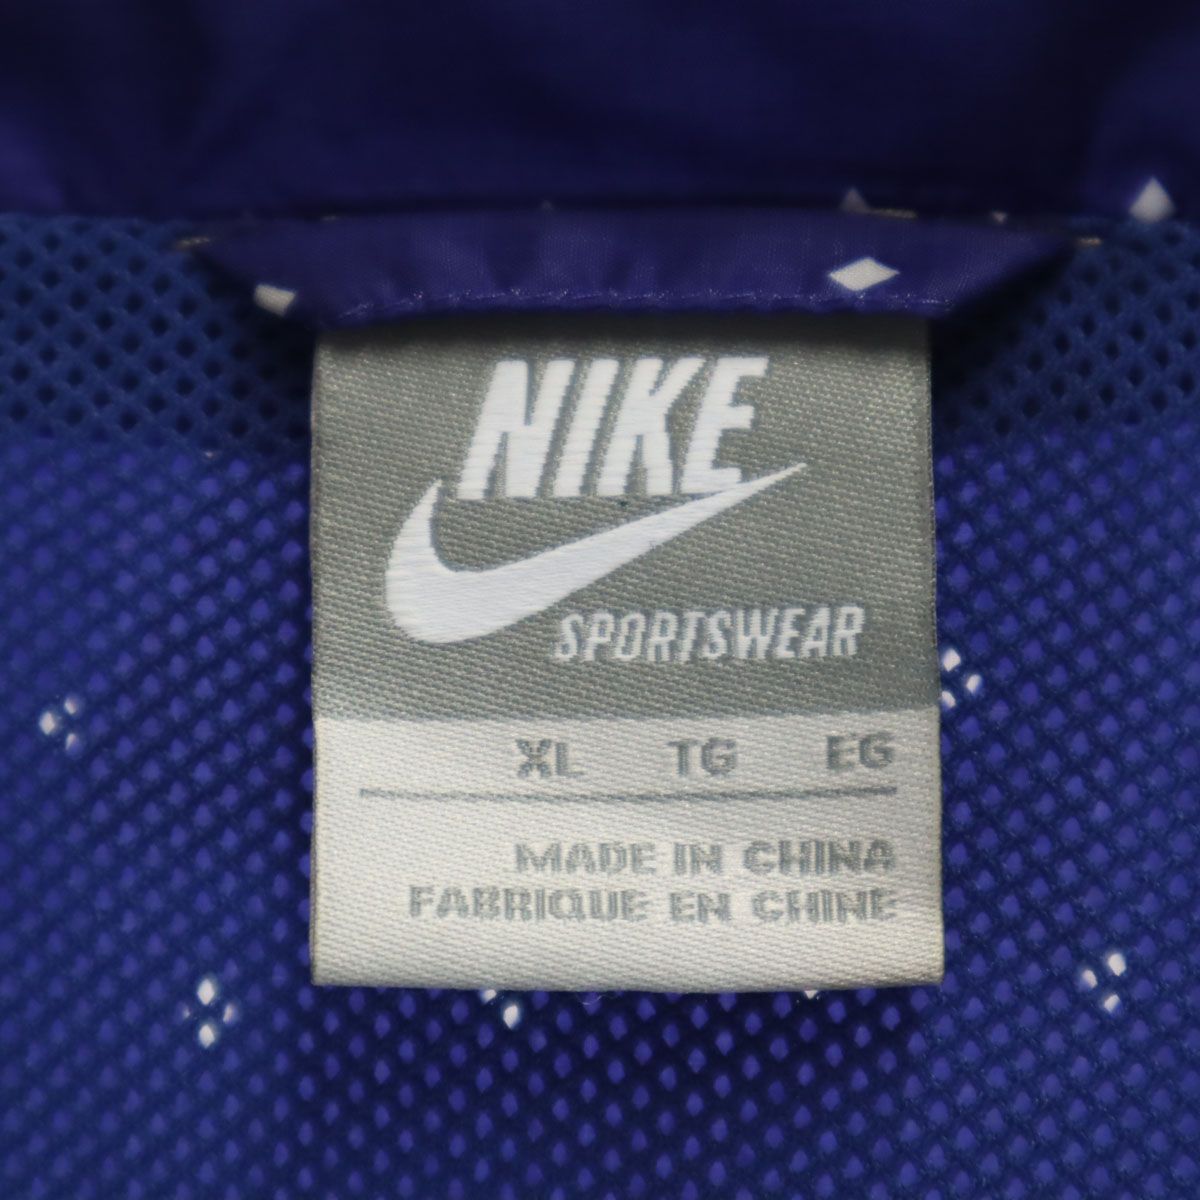 NIKE
SPORTSWEAR
XL TG EG
MADE IN CHINA
FABRIQUE EN CHINE